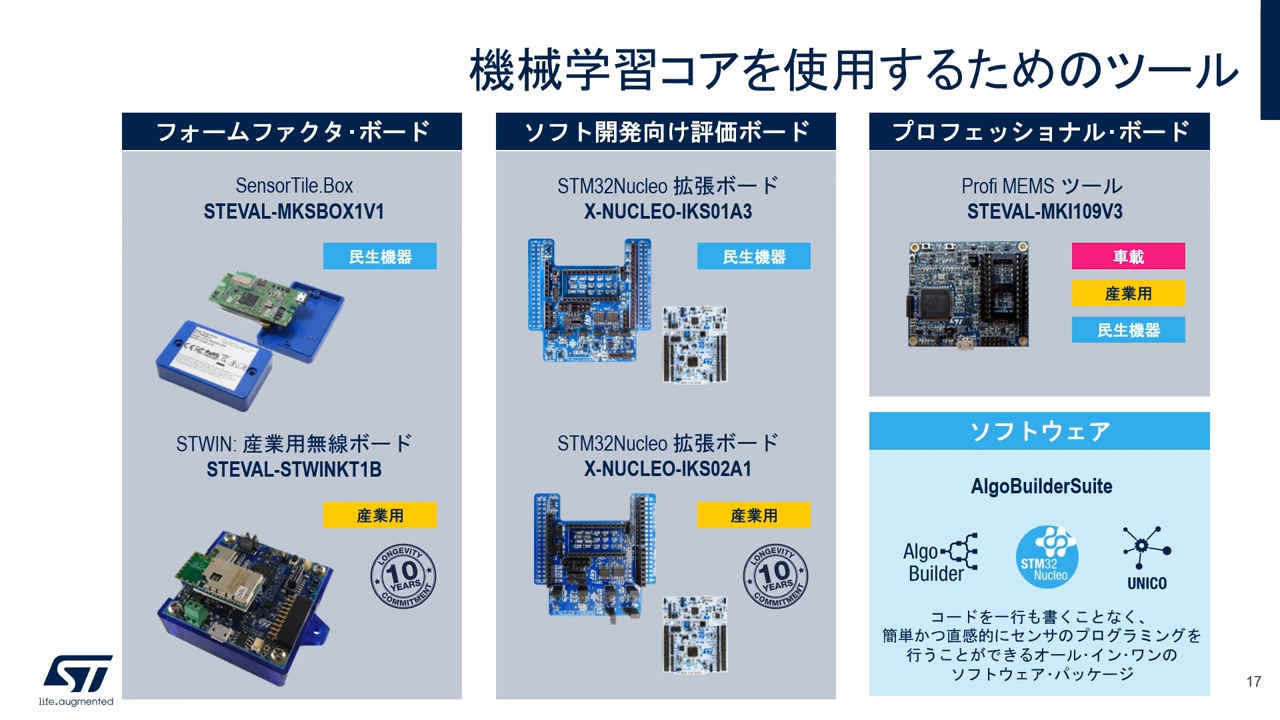 機械学習コアを使用するためのツール
フォームファクタ･ボード
SensorTile.Box
STEVAL-MKSBOX1V1
民生機器
STWIN: 産業用無線ボード
STEVAL-STWINKT1B
産業用
LONGEVITY
10
YEARS
COMMITMENT
ソフト開発向け評価ボード
STM32Nucleo 拡張ボード
X-NUCLEO-IKS01A3
民生機器
STM32Nucleo 拡張ボード
X-NUCLEO-IKS02A1
産業用
LONGEVITY
10
YEARS
COMMITMENT
プロフェッショナル･ボード
Profi MEMS ツール
STEVAL-MKI109V3
車載
産業用
民生機器
ソフトウェア
AlgoBuilderSuite
Algo
Builder
STM32
Nucleo
UNICO
コードを一行も書くことなく、
簡単かつ直感的にセンサのプログラミングを
行うことができるオール･イン･ワンの
ソフトウェア･パッケージ
ST
life.augmented
17